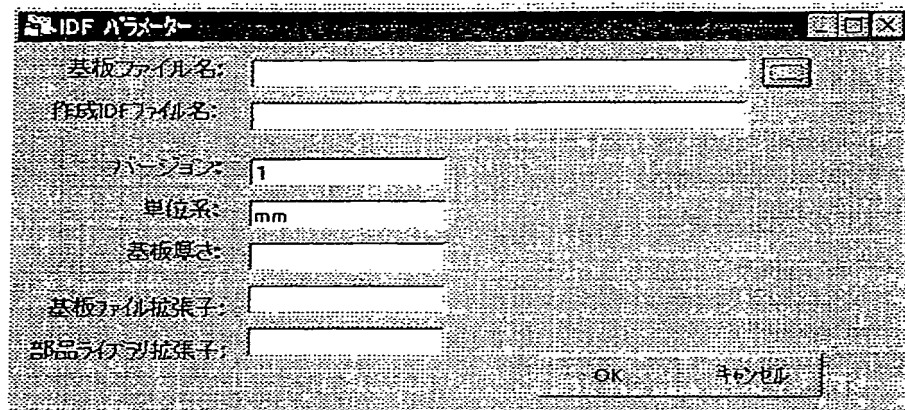 IDF パラメーター
基板ファイル名:
作成IDFファイル名:
バージョン: 1
単位系: mm
基板厚さ:
基板ファイル拡張子:
部品ライブラリ拡張子:
OK キャンセル